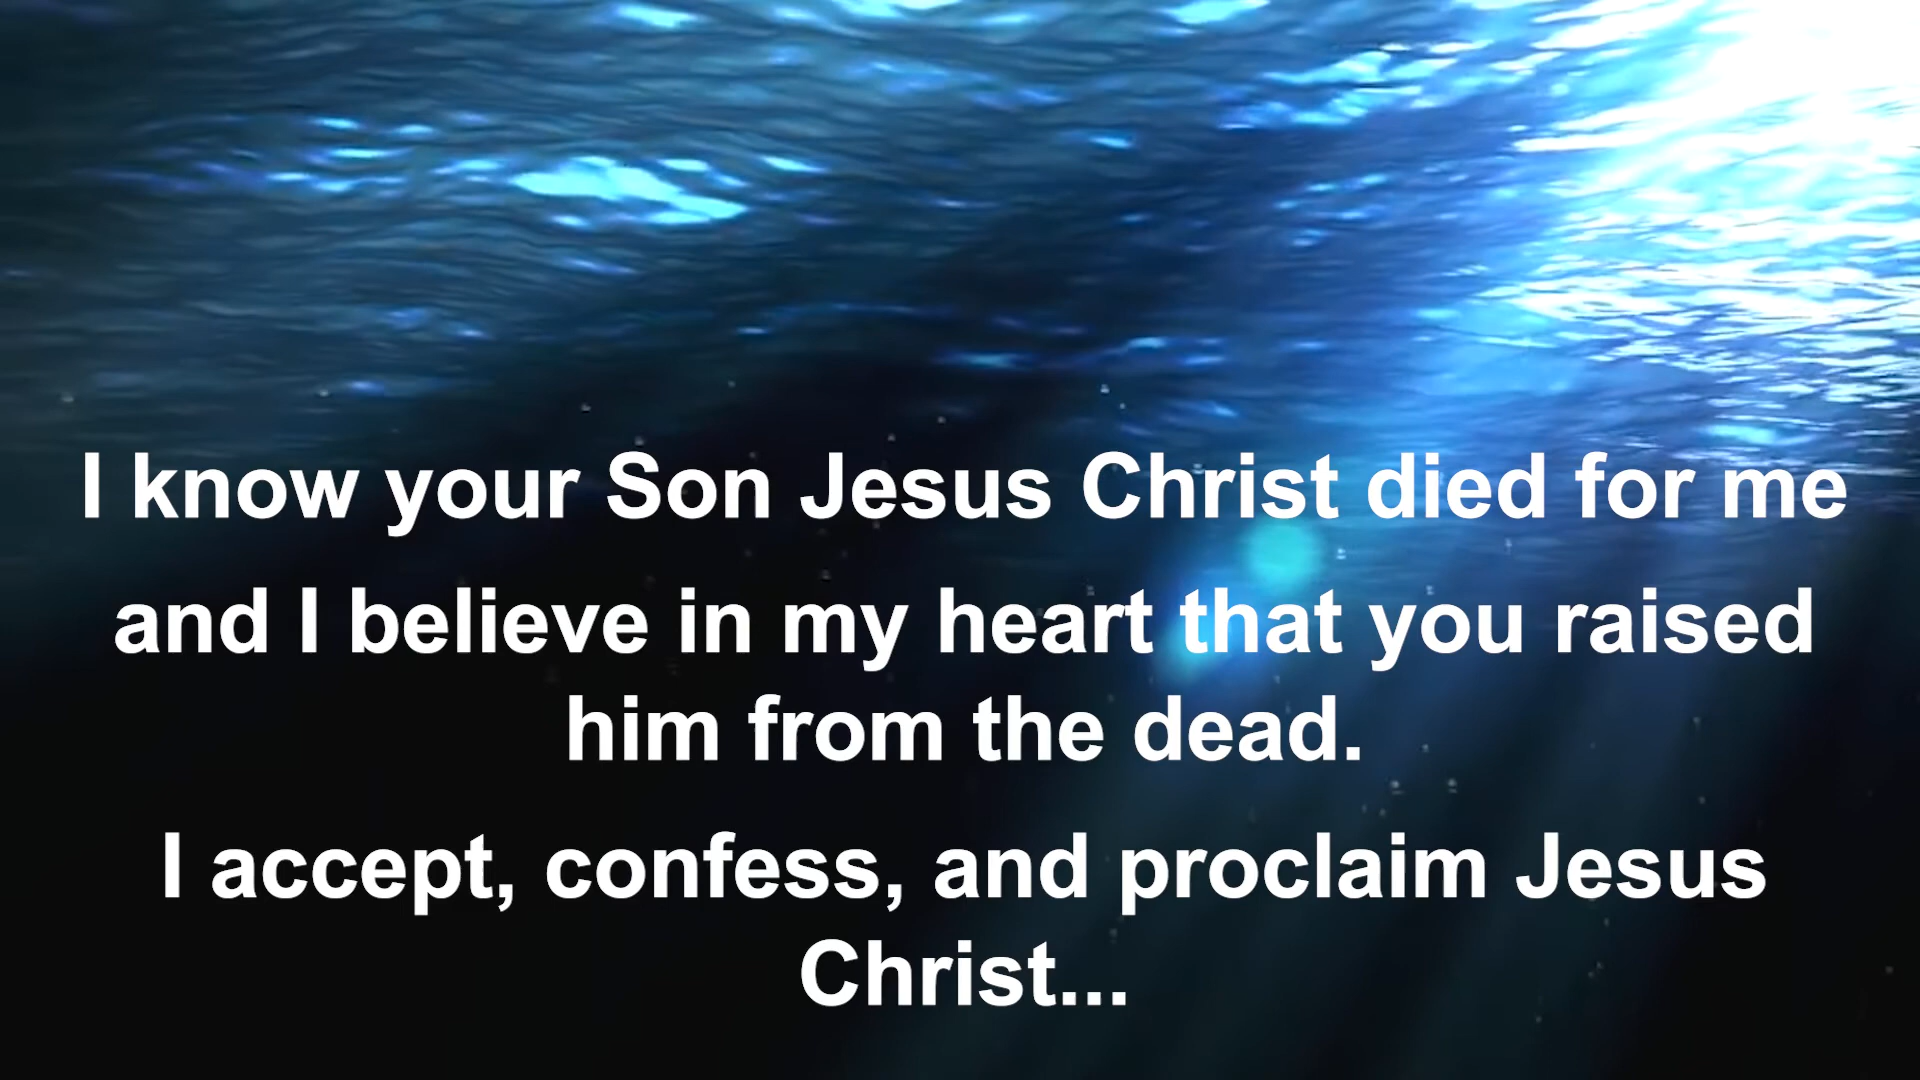 I know your Son Jesus Christ died for me
and I believe in my heart that you raised
him from the dead.
I accept, confess, and proclaim Jesus
Christ...